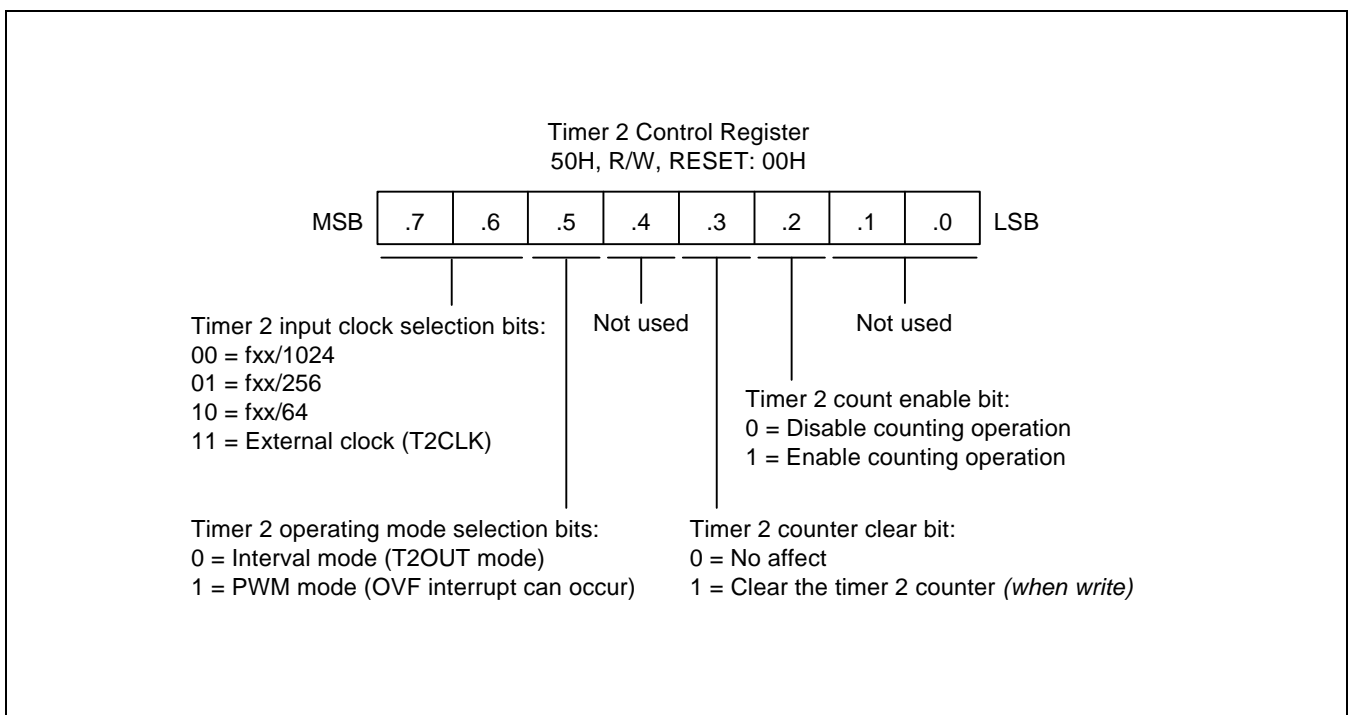 Timer 2 Control Register
50H, R/W, RESET: 00H
MSB .7 .6 .5 .4 .3 .2 .1 .0 LSB
Timer 2 input clock selection bits:
00 = fxx/1024
01 = fxx/256
10 = fxx/64
11 = External clock (T2CLK)
Not used
Not used
Timer 2 count enable bit:
0 = Disable counting operation
1 = Enable counting operation
Timer 2 operating mode selection bits:
0 = Interval mode (T2OUT mode)
1 = PWM mode (OVF interrupt can occur)
Timer 2 counter clear bit:
0 = No affect
1 = Clear the timer 2 counter (when write)